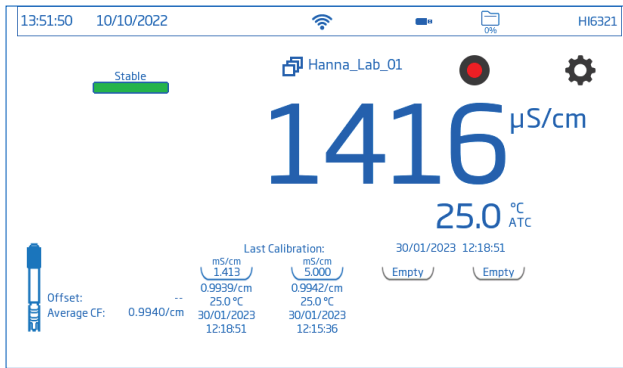 13:51:50 10/10/2022 0% HI6321
Stable Hanna_Lab_01
1416 µS/cm
25.0 °C
ATC
Last Calibration: 30/01/2023 12:18:51
mS/cm mS/cm
1.413 5.000 Empty Empty
0.9939/cm 0.9942/cm
Offset: -- 25.0 °C 25.0 °C
Average CF: 0.9940/cm 30/01/2023 30/01/2023
12:18:51 12:15:36